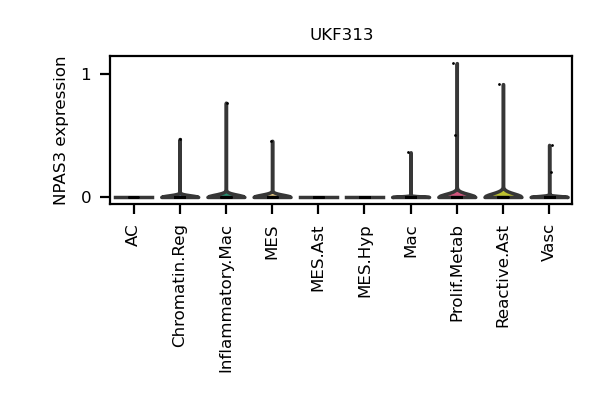 UKF313
NPAS3 expression
1
0
AC
Chromatin.Reg
Inflammatory.Mac
MES
MES.Ast
MES.Hyp
Mac
Prolif.Metab
Reactive.Ast
Vasc